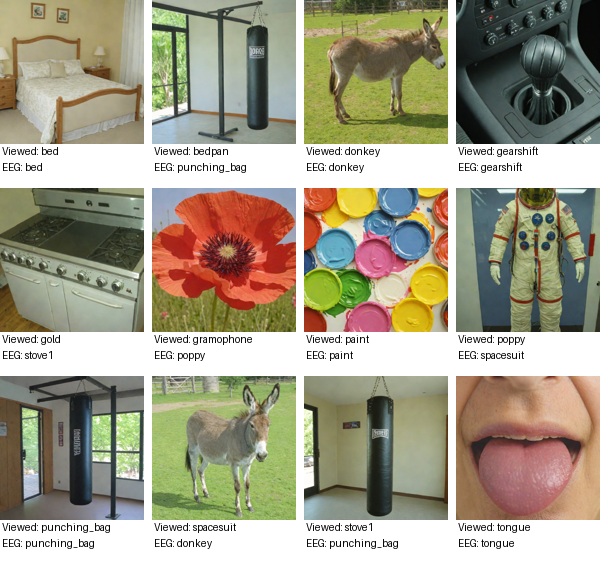 Viewed: bed
EEG: bed
Viewed: bedpan
EEG: punching_bag
Viewed: donkey
EEG: donkey
Viewed: gearshift
EEG: gearshift
Viewed: gold
EEG: stove1
Viewed: gramophone
EEG: poppy
Viewed: paint
EEG: paint
Viewed: poppy
EEG: spacesuit
Viewed: punching_bag
EEG: punching_bag
Viewed: spacesuit
EEG: donkey
Viewed: stove1
EEG: punching_bag
Viewed: tongue
EEG: tongue